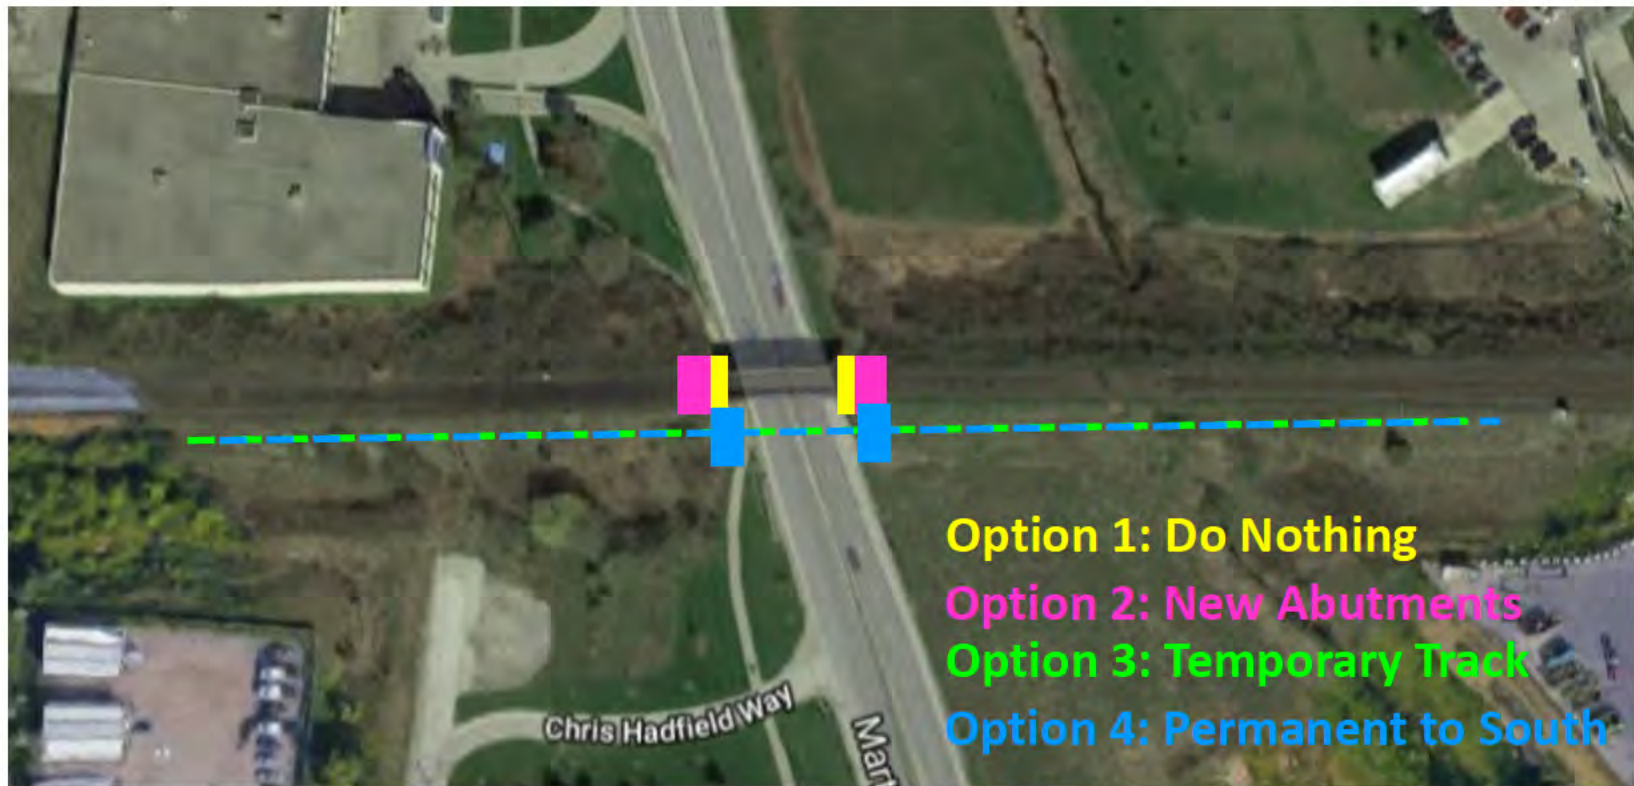 Option 1: Do Nothing
Option 2: New Abutments
Option 3: Temporary Track
Chris Hadfield Way
Mart
Option 4: Permanent to South